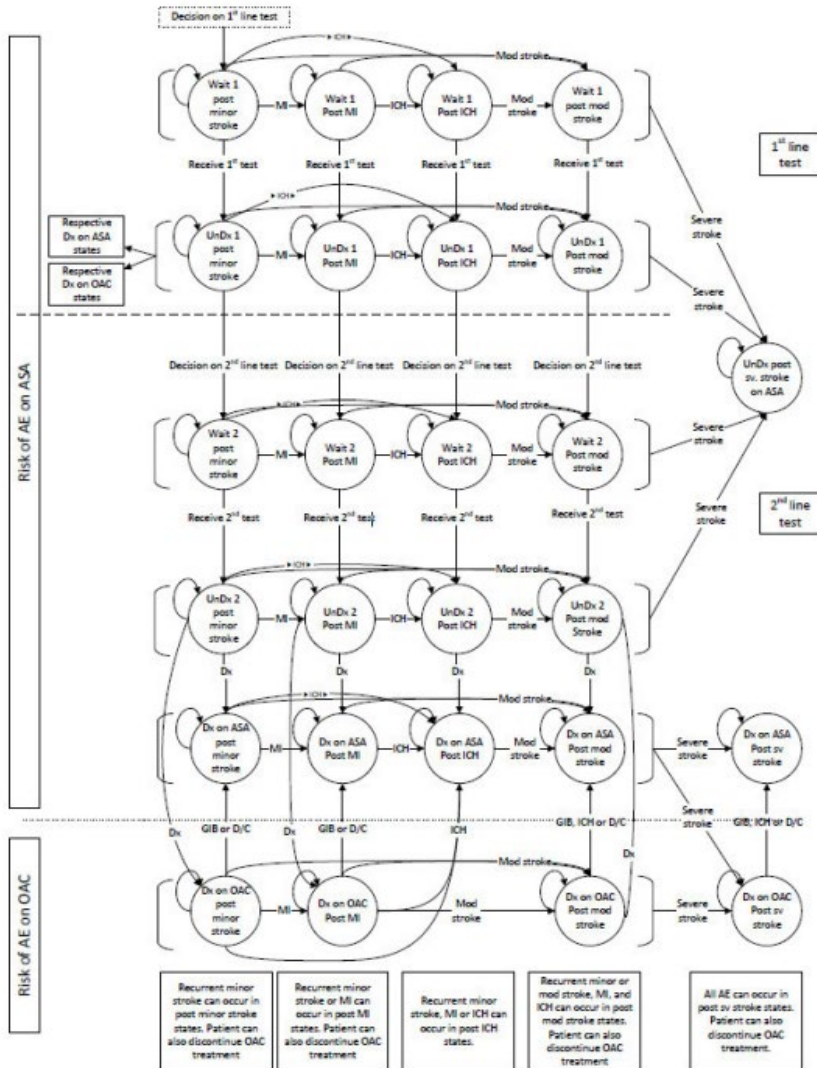 Decision on 1st line test
ICH
Mod stroke
Wait 1
post
minor
stroke
MI
Wait 1
Post MI
ICH
Wait 1
Post ICH
Mod
stroke
Wait 1
post mod
stroke
Receive 1st test
Receive 1st test
Receive 1st test
Receive 1st test
1st line
test
ICH
Mod stroke
Respective
Dx on ASA
states
Respective
Dx on OAC
states
UnDx 1
post
minor
stroke
MI
UnDx 1
Post MI
ICH
UnDx 1
Post ICH
Mod
stroke
UnDx 1
Post mod
stroke
Severe
stroke
Severe
stroke
Risk of AE on ASA
Decision on 2nd line test
Decision on 2nd line test
Decision on 2nd line test
Decision on 2nd line test
UnDx post
sv. stroke
on ASA
ICH
Mod stroke
Wait 2
post
minor
stroke
MI
Wait 2
Post MI
ICH
Wait 2
Post ICH
Mod
stroke
Wait 2
Post mod
stroke
Severe
stroke
Receive 2nd test
Receive 2nd test
Receive 2nd test
Receive 2nd test
Severe
stroke
2nd line
test
ICH
Mod stroke
UnDx 2
post
minor
stroke
MI
UnDx 2
Post MI
ICH
UnDx 2
Post ICH
Mod
stroke
UnDx 2
Post mod
Stroke
Dx
Dx
Dx
Dx
ICH
Mod stroke
Dx on ASA
post
minor
stroke
MI
Dx on ASA
Post MI
ICH
Dx on ASA
Post ICH
Mod
stroke
Dx on ASA
Post mod
stroke
Severe
stroke
Dx on ASA
Post sv
stroke
Dx
GIB or D/C
Dx
GIB or D/C
ICH
GIB, ICH or D/C
Severe
stroke
GIB, ICH or D/C
Dx
Mod stroke
Risk of AE on OAC
Dx on OAC
post
minor
stroke
MI
Dx on OAC
Post MI
Mod
stroke
Dx on OAC
Post mod
stroke
Severe
stroke
Dx on OAC
Post sv
stroke
Recurrent minor
stroke can occur in
post minor stroke
states. Patient can
also discontinue OAC
treatment
Recurrent minor
stroke or MI can
occur in post MI
states. Patient can
also discontinue OAC
treatment
Recurrent minor
stroke, MI or ICH can
occur in post ICH
states.
Recurrent minor or
mod stroke, MI, and
ICH can occur in post
mod stroke states.
Patient can also
discontinue OAC
treatment
All AE can occur in
post sv stroke states.
Patient can also
discontinue OAC
treatment.